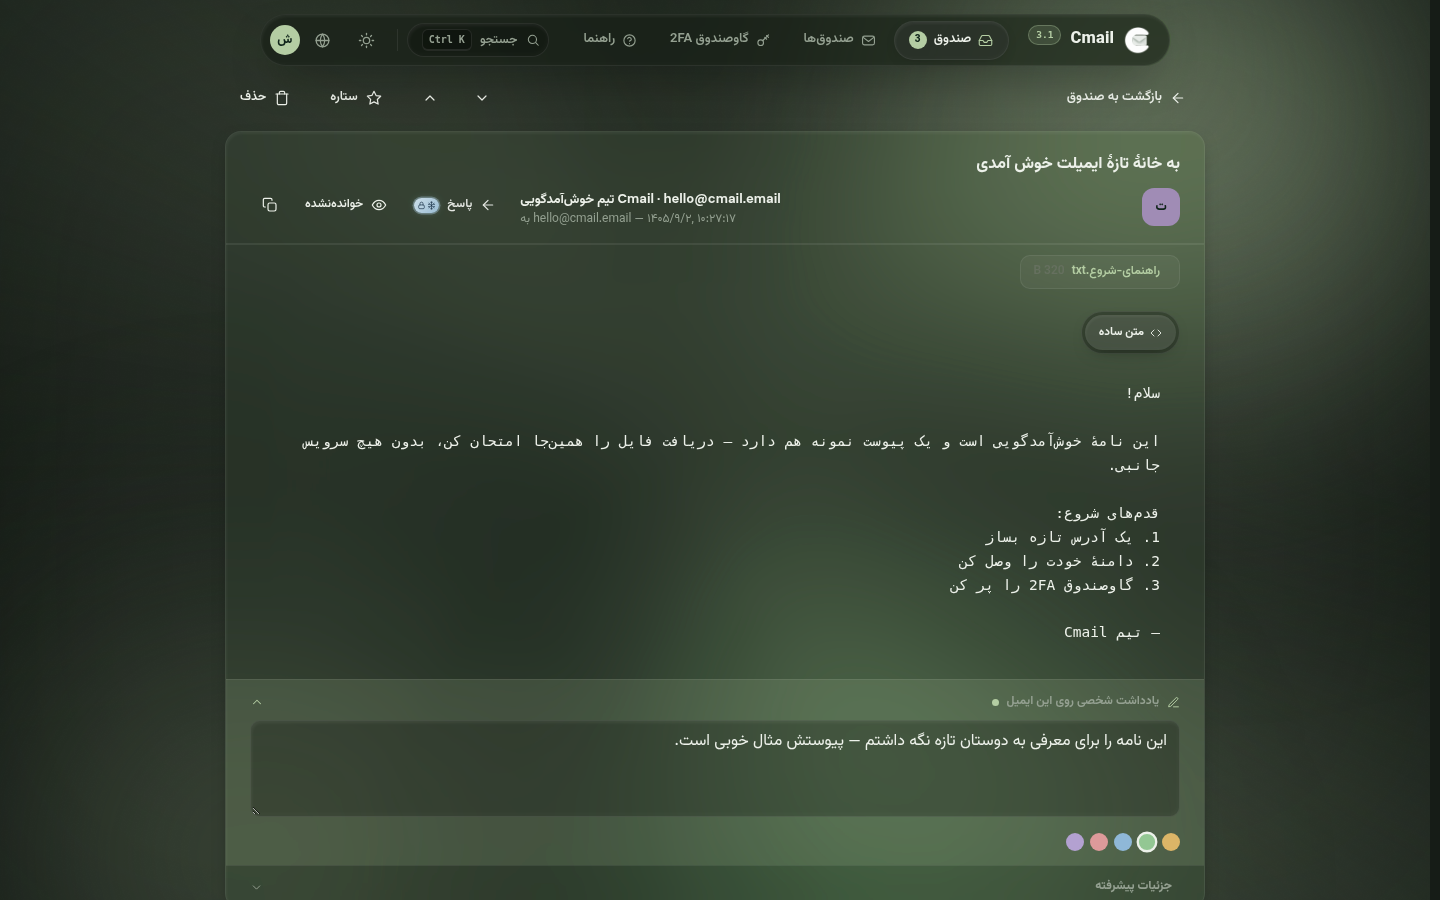 Cmail 3.1 صندوق 3 صندوق‌ها گاوصندوق 2FA راهنما جستجو Ctrl K ش
بازگشت به صندوق ستاره حذف
به خانهٔ تازهٔ ایمیلت خوش آمدی
ت تیم خوش‌آمدگویی Cmail · hello@cmail.email پاسخ خوانده‌نشده
به hello@cmail.email — ۱۴۰۵/۹/۲, ۱۰:۲۷:۱۷
راهنمای-شروع.txt 320 B
متن ساده
سلام!
این نامهٔ خوش‌آمدگویی است و یک پیوست نمونه هم دارد — دریافت فایل را همین‌جا امتحان کن، بدون هیچ سرویس
جانبی.
قدم‌های شروع:
1. یک آدرس تازه بساز
2. دامنهٔ خودت را وصل کن
3. گاوصندوق 2FA را پر کن
— تیم Cmail
یادداشت شخصی روی این ایمیل
این نامه را برای معرفی به دوستان تازه نگه داشتم — پیوستش مثال خوبی است.
جزئیات پیشرفته